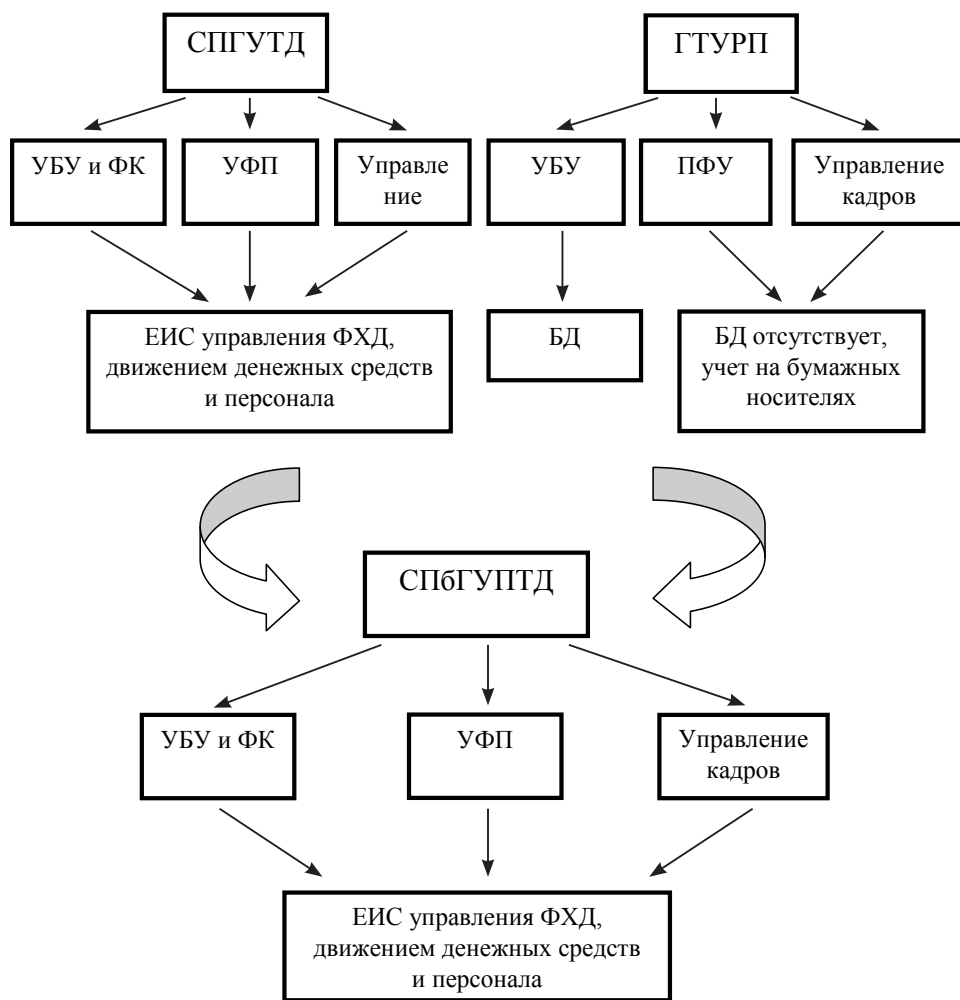 СПГУТД
ГТУРП
УБУ и ФК
УФП
Управле
ние
УБУ
ПФУ
Управление
кадров
ЕИС управления ФХД,
движением денежных средств
и персонала
БД
БД отсутствует,
учет на бумажных
носителях
СПбГУПТД
УБУ и ФК
УФП
Управление
кадров
ЕИС управления ФХД,
движением денежных средств
и персонала